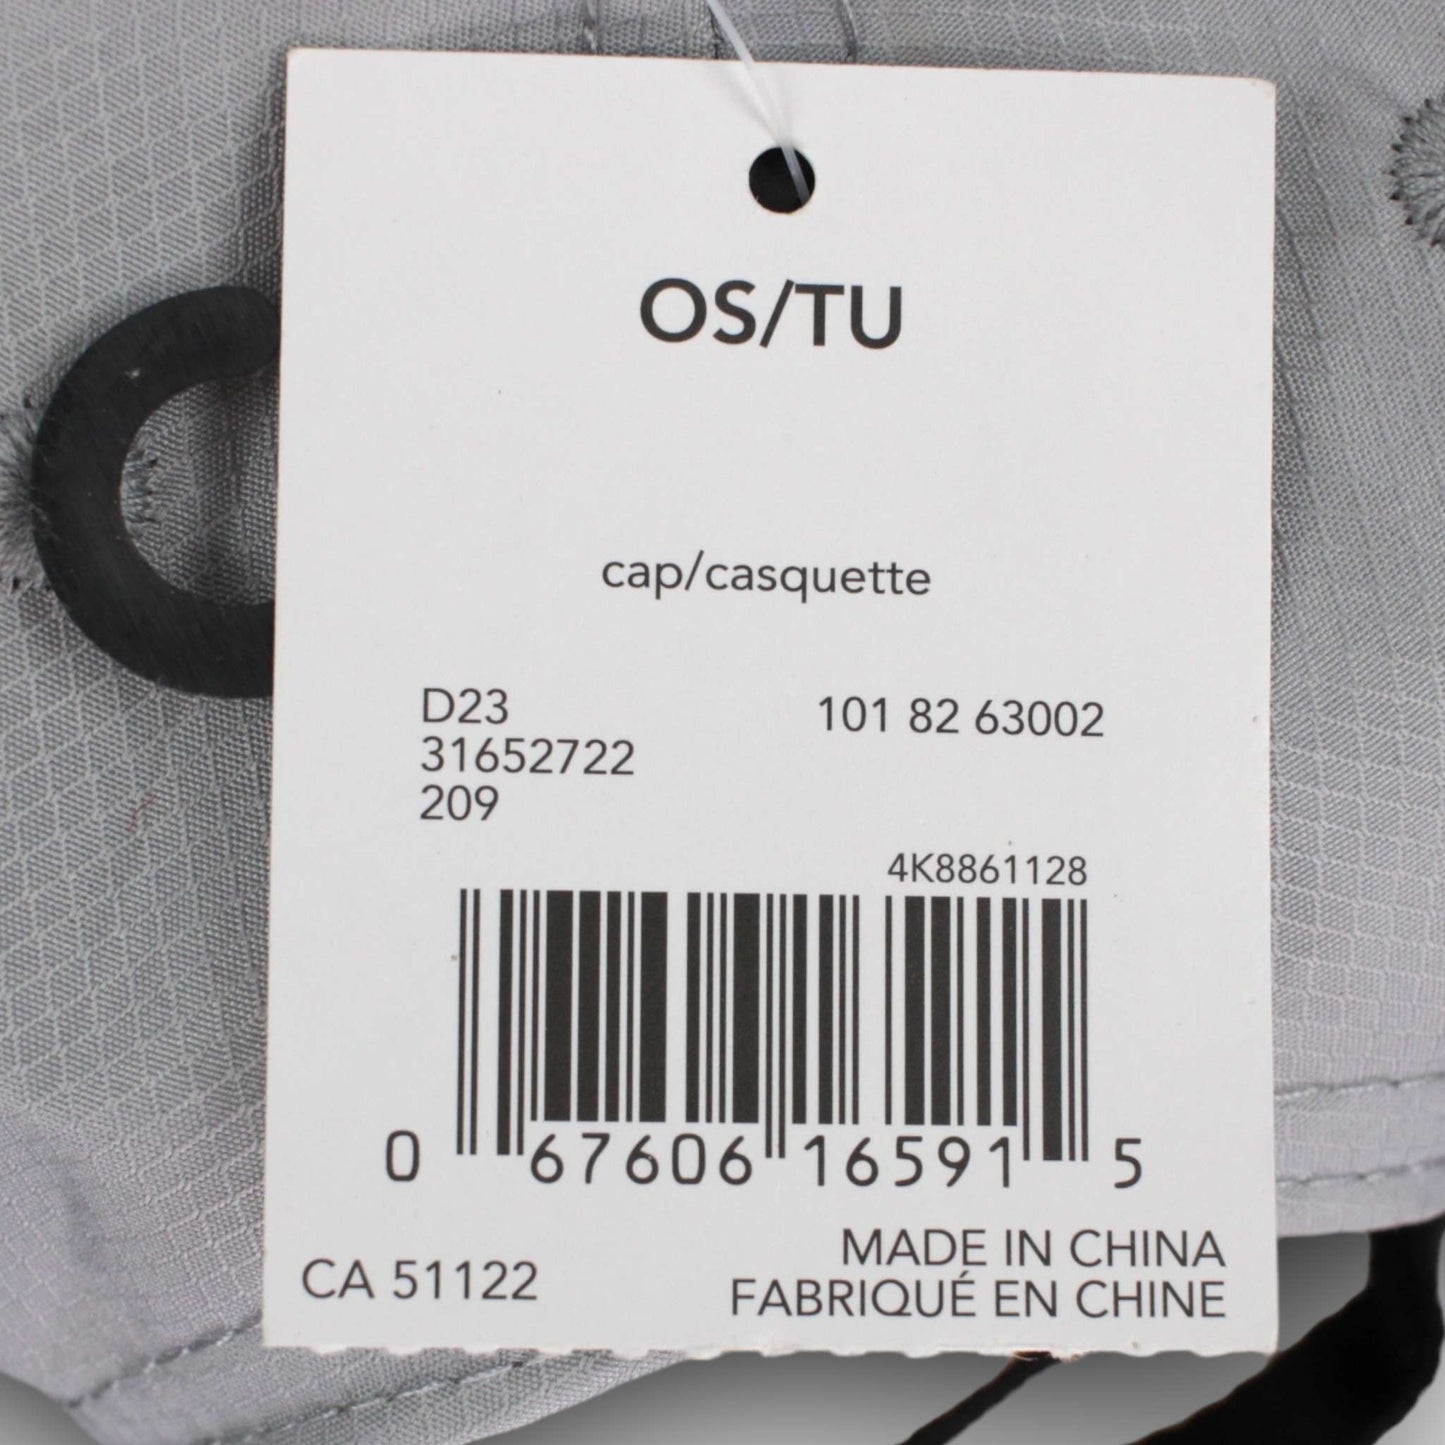 OS/TU
cap/casquette
D23
101 82 63002
31652722
209
4K8861128
0 67606 16591 5
CA 51122
MADE IN CHINA
FABRIQUÉ EN CHINE